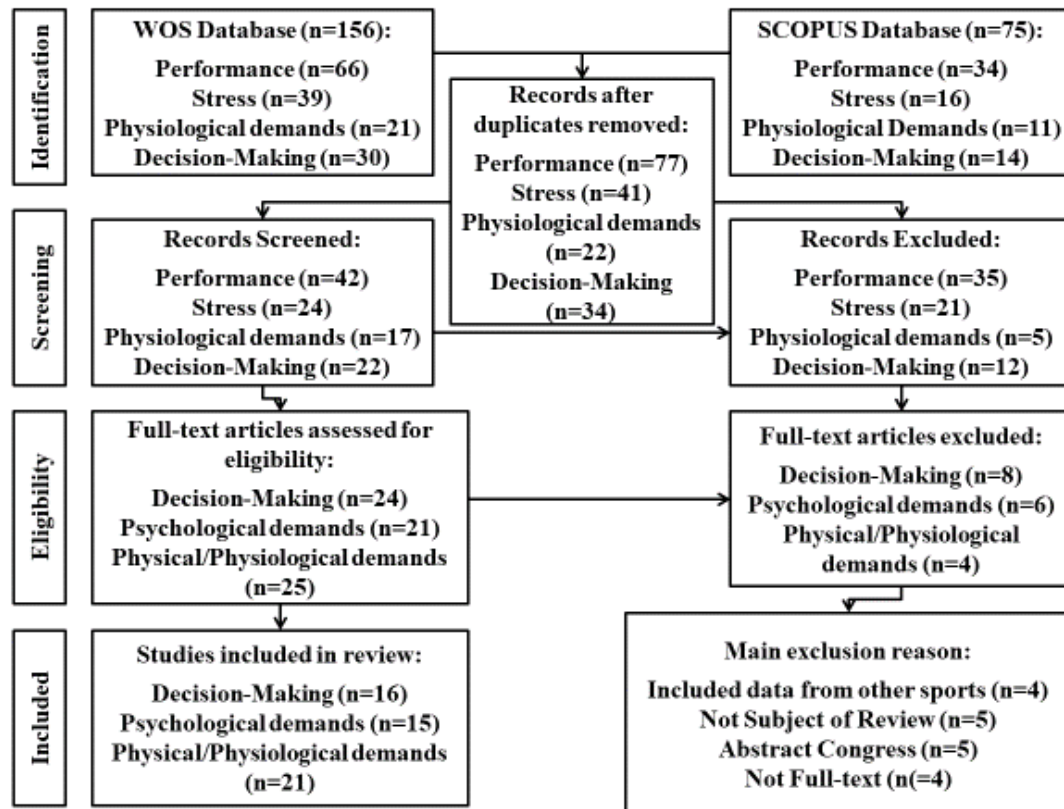 Identification
WOS Database (n=156):
Performance (n=66)
Stress (n=39)
Physiological demands (n=21)
Decision-Making (n=30)
Records after
duplicates removed:
Performance (n=77)
Stress (n=41)
Physiological demands
(n=22)
Decision-Making
(n=34)
SCOPUS Database (n=75):
Performance (n=34)
Stress (n=16)
Physiological Demands (n=11)
Decision-Making (n=14)
Screening
Records Screened:
Performance (n=42)
Stress (n=24)
Physiological demands (n=17)
Decision-Making (n=22)
Records Excluded:
Performance (n=35)
Stress (n=21)
Physiological demands (n=5)
Decision-Making (n=12)
Eligibility
Full-text articles assessed for
eligibility:
Decision-Making (n=24)
Psychological demands (n=21)
Physical/Physiological demands
(n=25)
Full-text articles excluded:
Decision-Making (n=8)
Psychological demands (n=6)
Physical/Physiological
demands (n=4)
Included
Studies included in review:
Decision-Making (n=16)
Psychological demands (n=15)
Physical/Physiological demands
(n=21)
Main exclusion reason:
Included data from other sports (n=4)
Not Subject of Review (n=5)
Abstract Congress (n=5)
Not Full-text (n(=4)